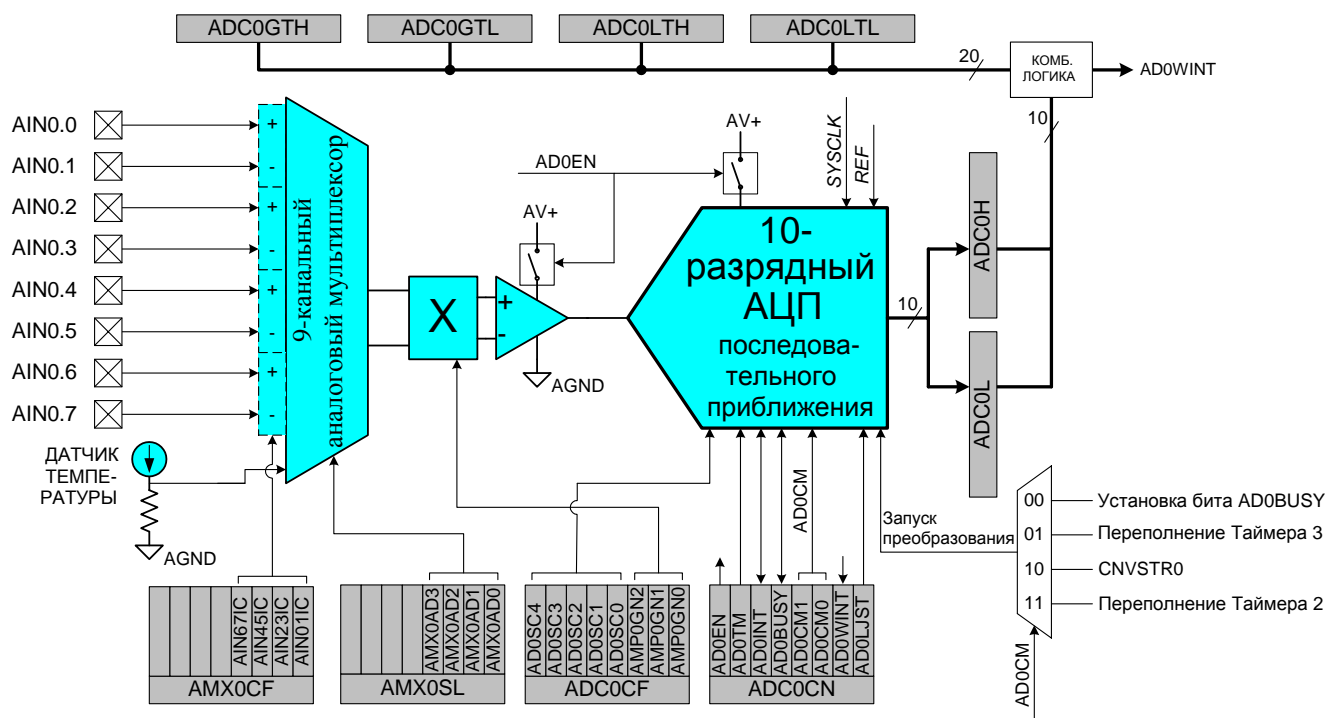 ADC0GTH
ADC0GTL
ADC0LTH
ADC0LTL
20
КОМБ.
ЛОГИКА
AD0WINT
10
AIN0.0
AIN0.1
AIN0.2
AIN0.3
AIN0.4
AIN0.5
AIN0.6
AIN0.7
+
-
+
-
+
-
+
-
9-канальный
аналоговый мультиплексор
X
+
-
AV+
AGND
AD0EN
AV+
SYSCLK
REF
10-
разрядный
АЦП
последова-
тельного
приближения
10
ADC0H
ADC0L
ДАТЧИК
ТЕМПЕ-
РАТУРЫ
AGND
AD0CM
Запуск
преобразования
00
01
10
11
Установка бита AD0BUSY
Переполнение Таймера 3
CNVSTR0
Переполнение Таймера 2
AD0CM
AIN67IC
AIN45IC
AIN23IC
AIN01IC
AMX0CF
AMX0AD3
AMX0AD2
AMX0AD1
AMX0AD0
AMX0SL
AD0SC4
AD0SC3
AD0SC2
AD0SC1
AD0SC0
AMP0GN2
AMP0GN1
AMP0GN0
ADC0CF
AD0EN
AD0TM
AD0INT
AD0BUSY
AD0CM1
AD0CM0
AD0WINT
AD0LJST
ADC0CN